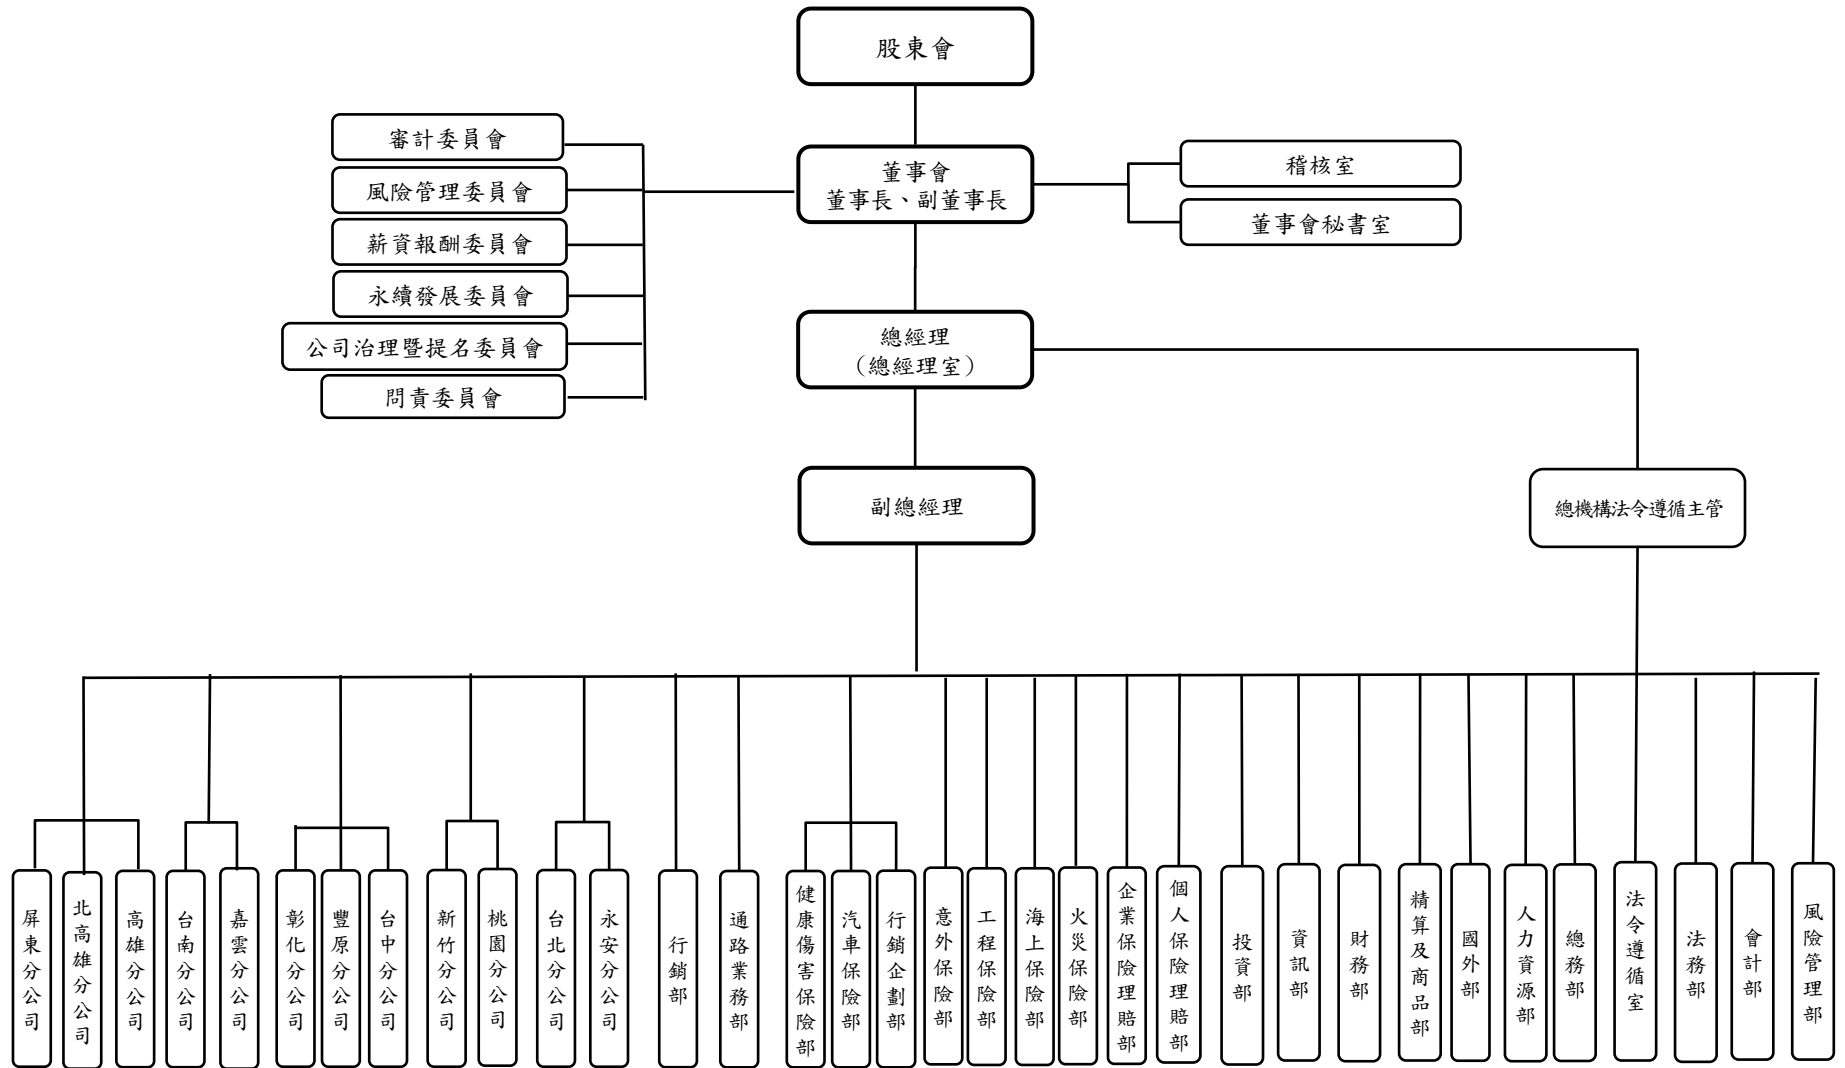 股東會
審計委員會
風險管理委員會
薪資報酬委員會
永續發展委員會
公司治理暨提名委員會
問責委員會
董事會
董事長、副董事長
稽核室
董事會秘書室
總經理
（總經理室）
副總經理
總機構法令遵循主管
屏東分公司
北高雄分公司
高雄分公司
台南分公司
嘉雲分公司
彰化分公司
豐原分公司
台中分公司
新竹分公司
桃園分公司
台北分公司
永安分公司
行銷部
通路業務部
健康傷害保險部
汽車保險部
行銷企劃部
意外保險部
工程保險部
海上保險部
火災保險部
企業保險理賠部
個人保險理賠部
投資部
資訊部
財務部
精算及商品部
國外部
人力資源部
總務部
法令遵循室
法務部
會計部
風險管理部